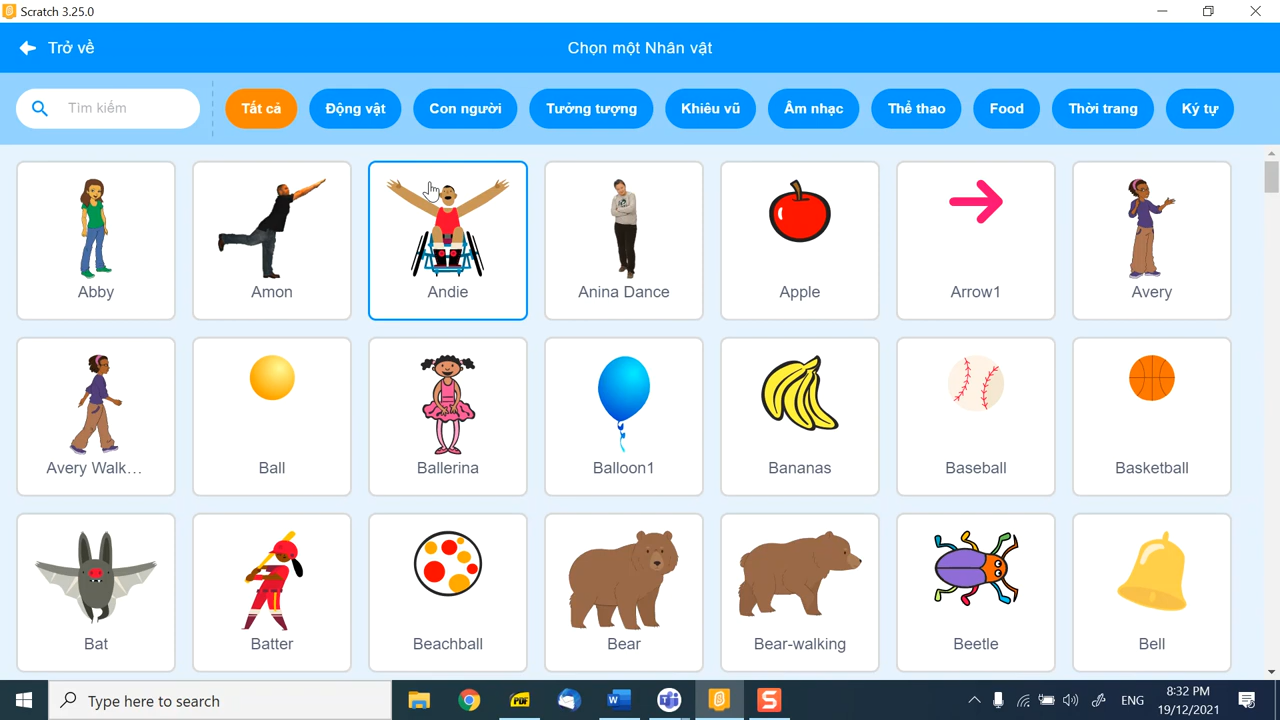 Scratch 3.25.0
Trở về
Chọn một Nhân vật
Tìm kiếm
Tất cả
Động vật
Con người
Tưởng tượng
Khiêu vũ
Âm nhạc
Thể thao
Food
Thời trang
Ký tự
Abby
Amon
Andie
Anina Dance
Apple
Arrow1
Avery
Avery Walk...
Ball
Ballerina
Balloon1
Bananas
Baseball
Basketball
Bat
Batter
Beachball
Bear
Bear-walking
Beetle
Bell
Type here to search
PDF
W
S
ENG
8:32 PM
19/12/2021